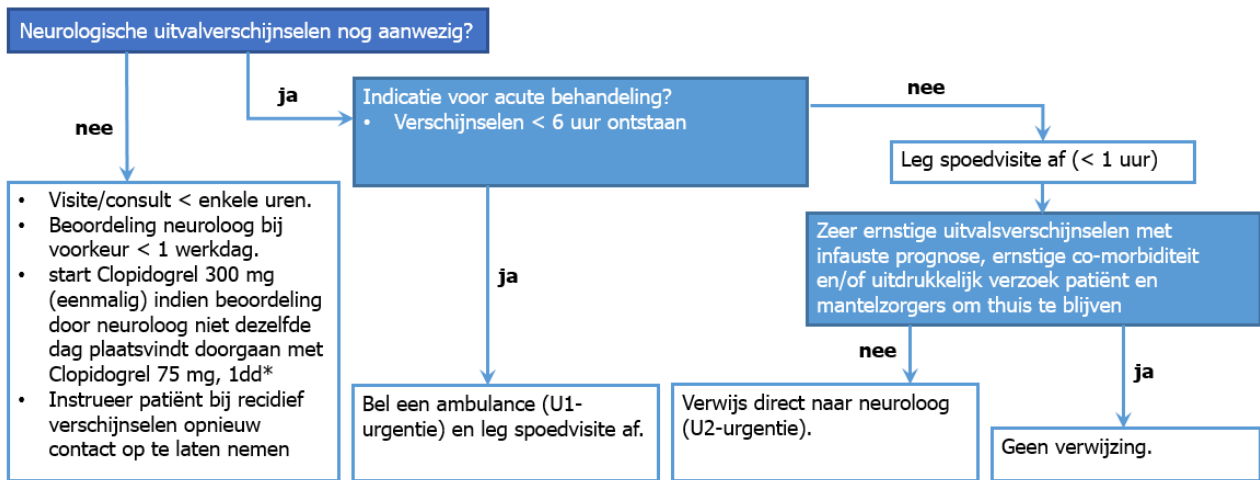 Neurologische uitvalverschijnselen nog aanwezig?
ja
nee
Indicatie voor acute behandeling?
• Verschijnselen < 6 uur ontstaan
nee
Leg spoedvisite af (< 1 uur)
• Visite/consult < enkele uren.
• Beoordeling neuroloog bij
voorkeur < 1 werkdag.
• start Clopidogrel 300 mg
(eenmalig) indien beoordeling
door neuroloog niet dezelfde
dag plaatsvindt doorgaan met
Clopidogrel 75 mg, 1dd*
• Instrueer patiënt bij recidief
verschijnselen opnieuw
contact op te laten nemen
ja
Zeer ernstige uitvalsverschijnselen met
infauste prognose, ernstige co-morbiditeit
en/of uitdrukkelijk verzoek patiënt en
mantelzorgers om thuis te blijven
nee
ja
Bel een ambulance (U1-
urgentie) en leg spoedvisite af.
Verwijs direct naar neuroloog
(U2-urgentie).
Geen verwijzing.